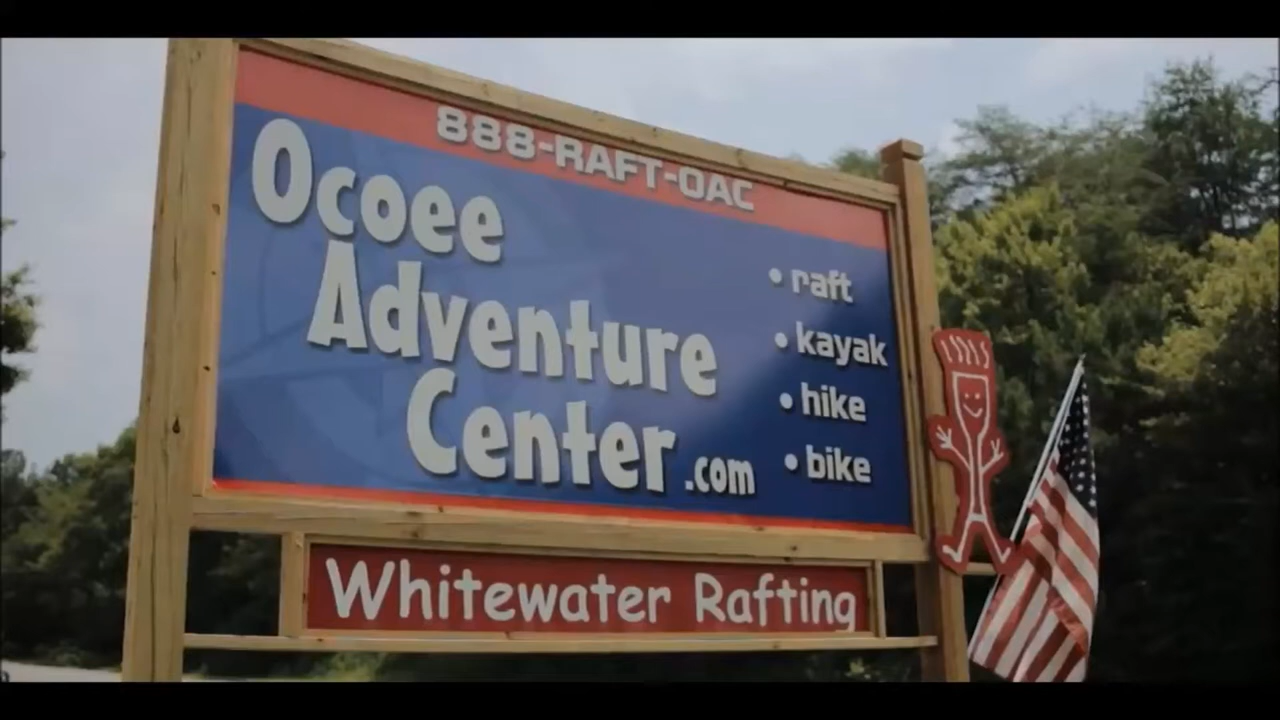 888-RAFT-OAC
Ocoee
Adventure
Center.com
• raft
• kayak
• hike
• bike
Whitewater Rafting